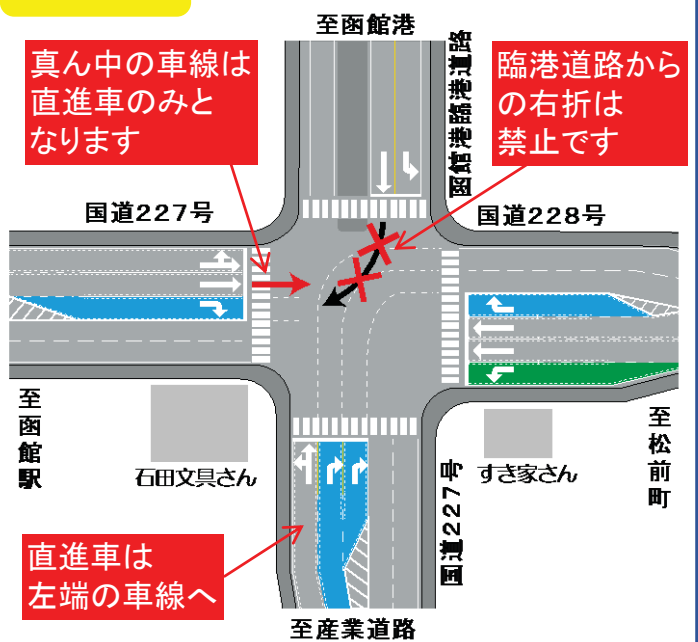 至函館港
真ん中の車線は
直進車のみと
なります
函館港臨港道路
臨港道路から
の右折は
禁止です
国道227号
国道228号
至函館駅
石田文具さん
すき家さん
至松前町
国道227号
直進車は
左端の車線へ
至産業道路